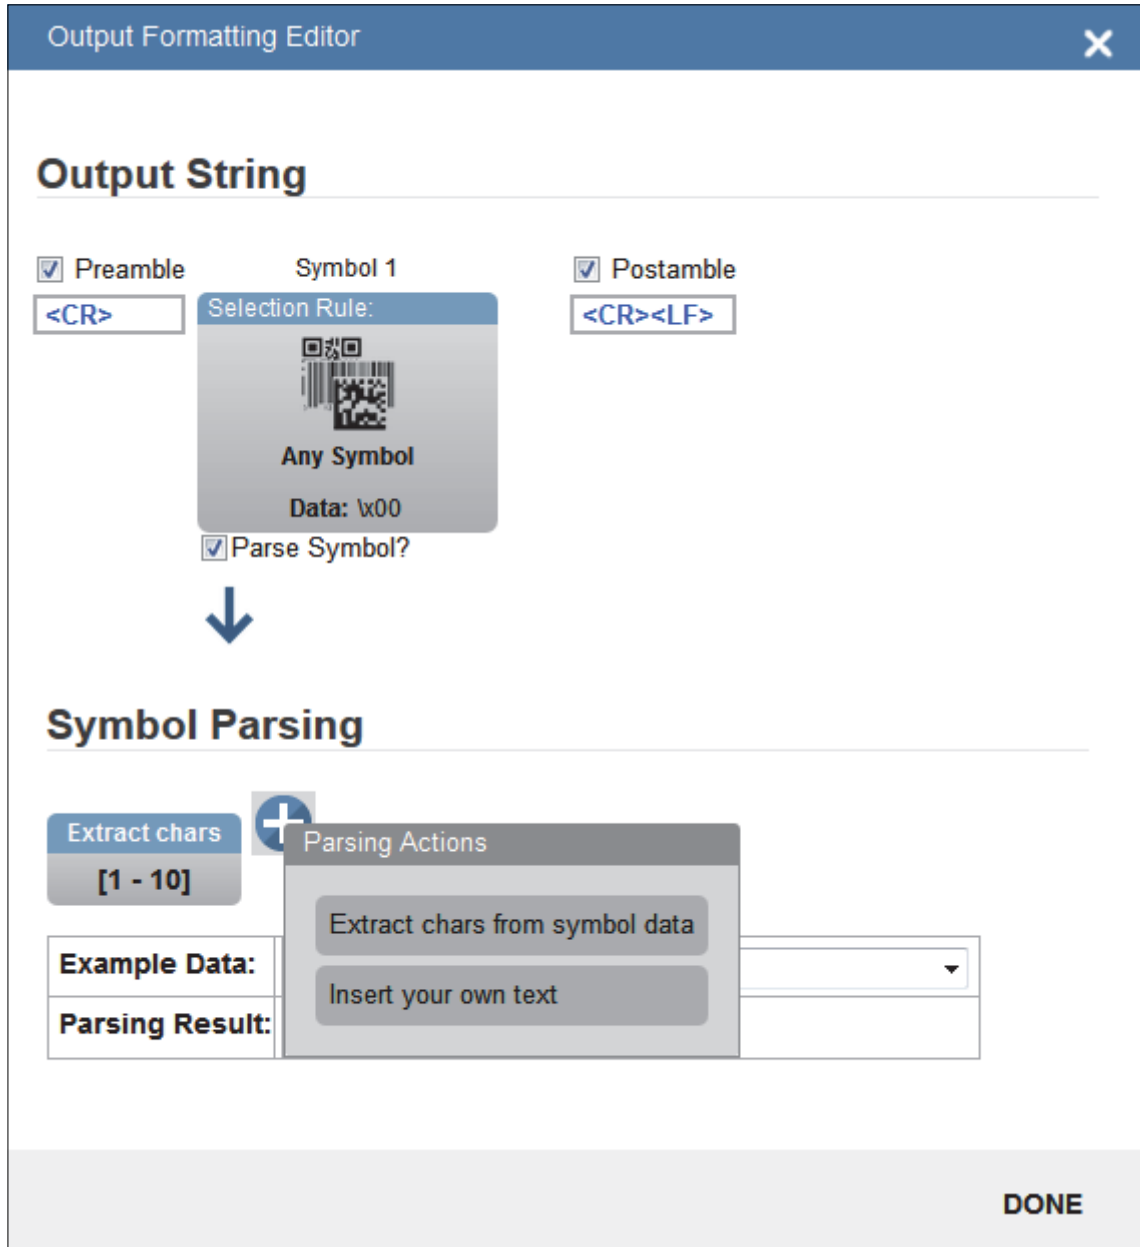 Output Formatting Editor
Output String
Preamble
Symbol 1
Postamble
<CR>
Selection Rule:
<CR><LF>
Any Symbol
Data: \x00
Parse Symbol?
Symbol Parsing
Extract chars
[1 - 10]
Parsing Actions
Extract chars from symbol data
Insert your own text
Example Data:
Parsing Result:
DONE